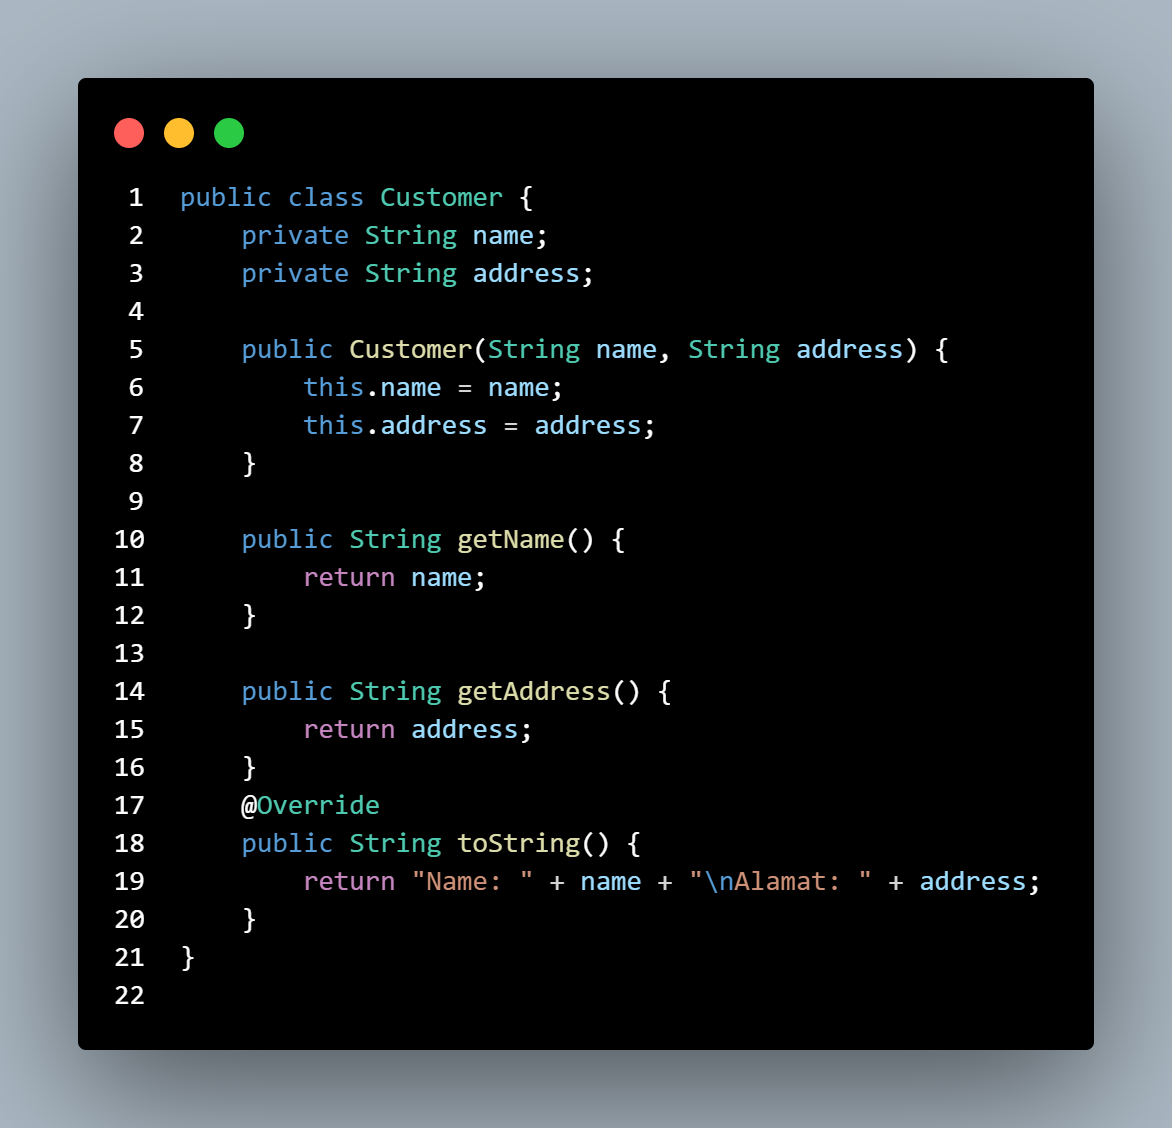 1 public class Customer {
2     private String name;
3     private String address;
4
5     public Customer(String name, String address) {
6         this.name = name;
7         this.address = address;
8     }
9
10     public String getName() {
11         return name;
12     }
13
14     public String getAddress() {
15         return address;
16     }
17     @Override
18     public String toString() {
19         return "Name: " + name + "\nAlamat: " + address;
20     }
21 }
22